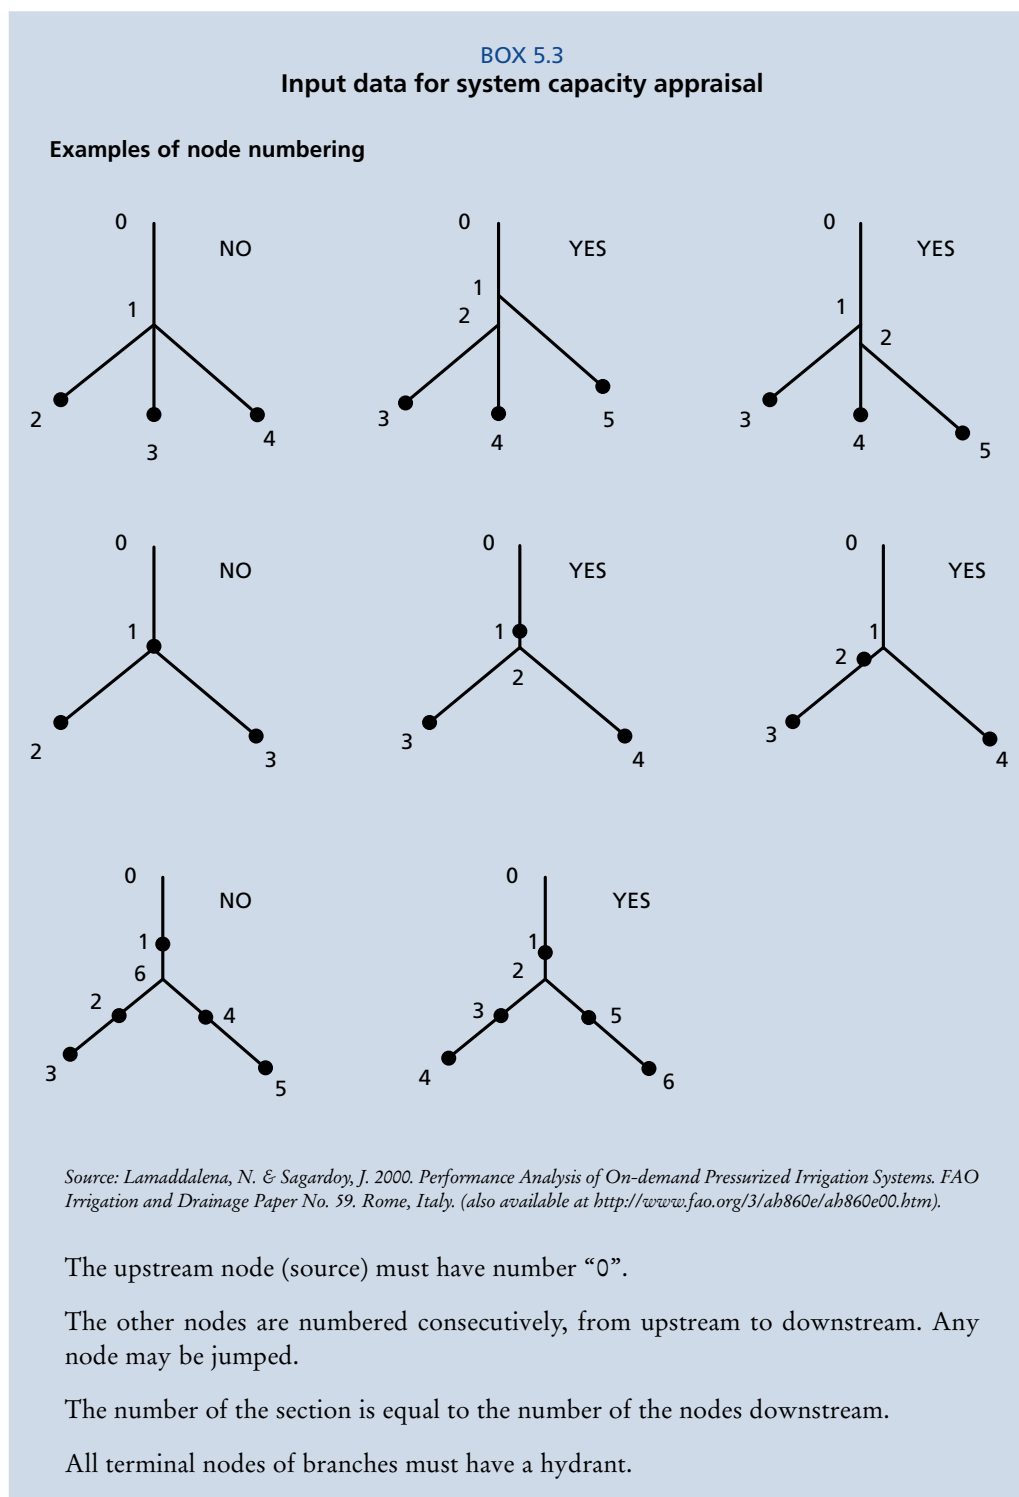 BOX 5.3
Input data for system capacity appraisal
Examples of node numbering
0
NO
1
2
3
4
0
YES
1
2
3
4
5
0
YES
1
2
3
4
5
0
NO
1
2
3
0
YES
1
2
3
4
0
YES
1
2
3
4
0
NO
1
6
2
4
3
5
0
YES
1
2
3
5
4
6
Source: Lamaddalena, N. & Sagardoy, J. 2000. Performance Analysis of On-demand Pressurized Irrigation Systems. FAO
Irrigation and Drainage Paper No. 59. Rome, Italy. (also available at http://www.fao.org/3/ah860e/ah860e00.htm).
The upstream node (source) must have number “0”.
The other nodes are numbered consecutively, from upstream to downstream. Any
node may be jumped.
The number of the section is equal to the number of the nodes downstream.
All terminal nodes of branches must have a hydrant.